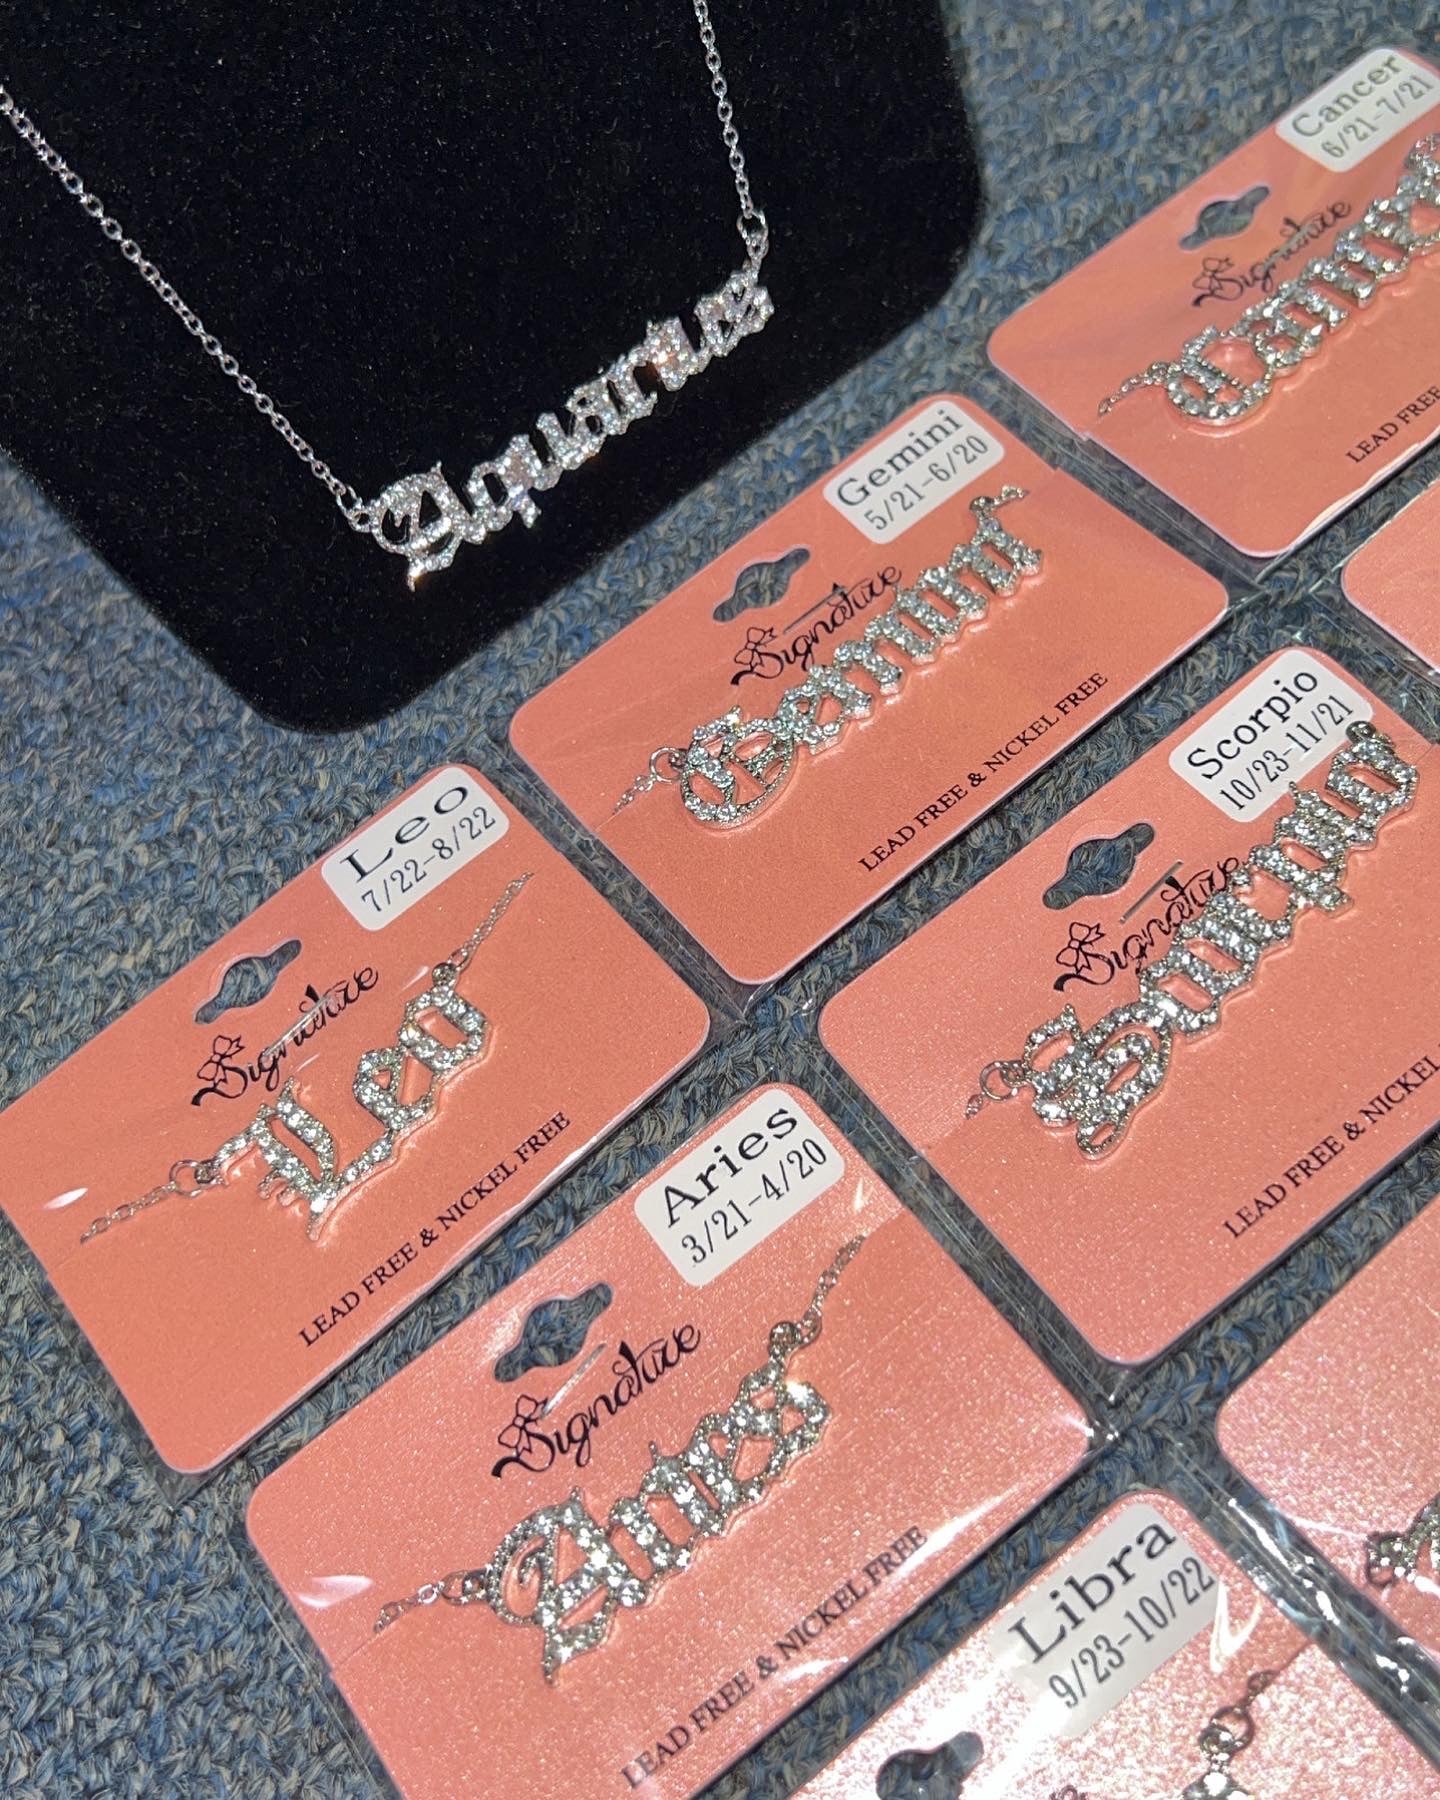 Aquarius
Cancer
6/21-7/21
Signature
Cance
LEAD FREE
Gemini
5/21-6/20
Signature
Gemini
LEAD FREE & NICKEL FREE
Scorpio
10/23-11/21
Signature
Scorpio
LEAD FREE & NICKEL
Leo
7/22-8/22
Signature
Leo
LEAD FREE & NICKEL FREE
Aries
3/21-4/20
Signature
Aries
LEAD FREE & NICKEL FREE
Libra
9/23-10/22